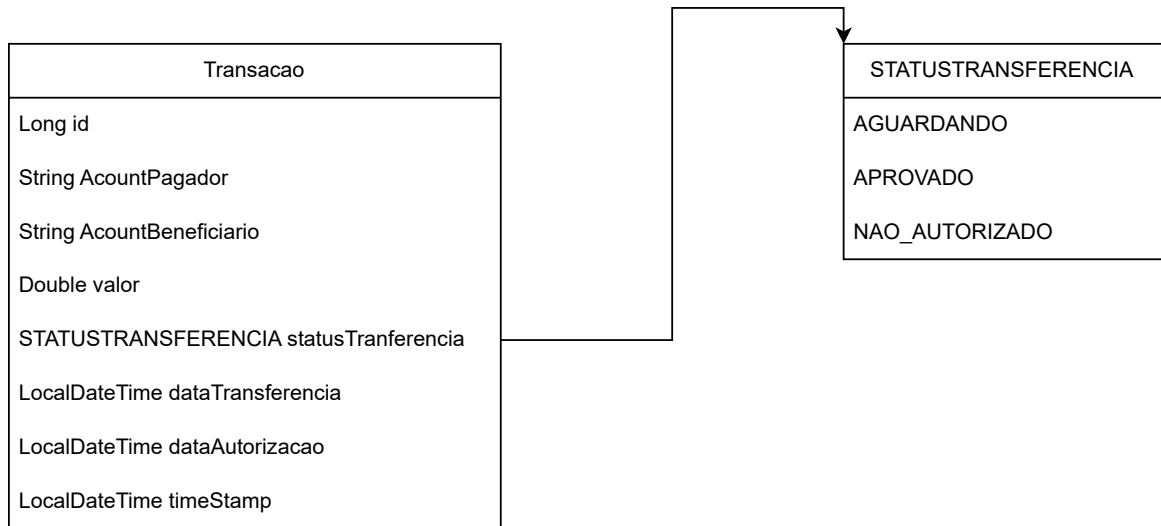 Transacao
Long id
String AcountPagador
String AcountBeneficiario
Double valor
STATUSTRANSFERENCIA statusTranferencia
LocalDateTime dataTransferencia
LocalDateTime dataAutorizacao
LocalDateTime timeStamp
STATUSTRANSFERENCIA
AGUARDANDO
APROVADO
NAO_AUTORIZADO